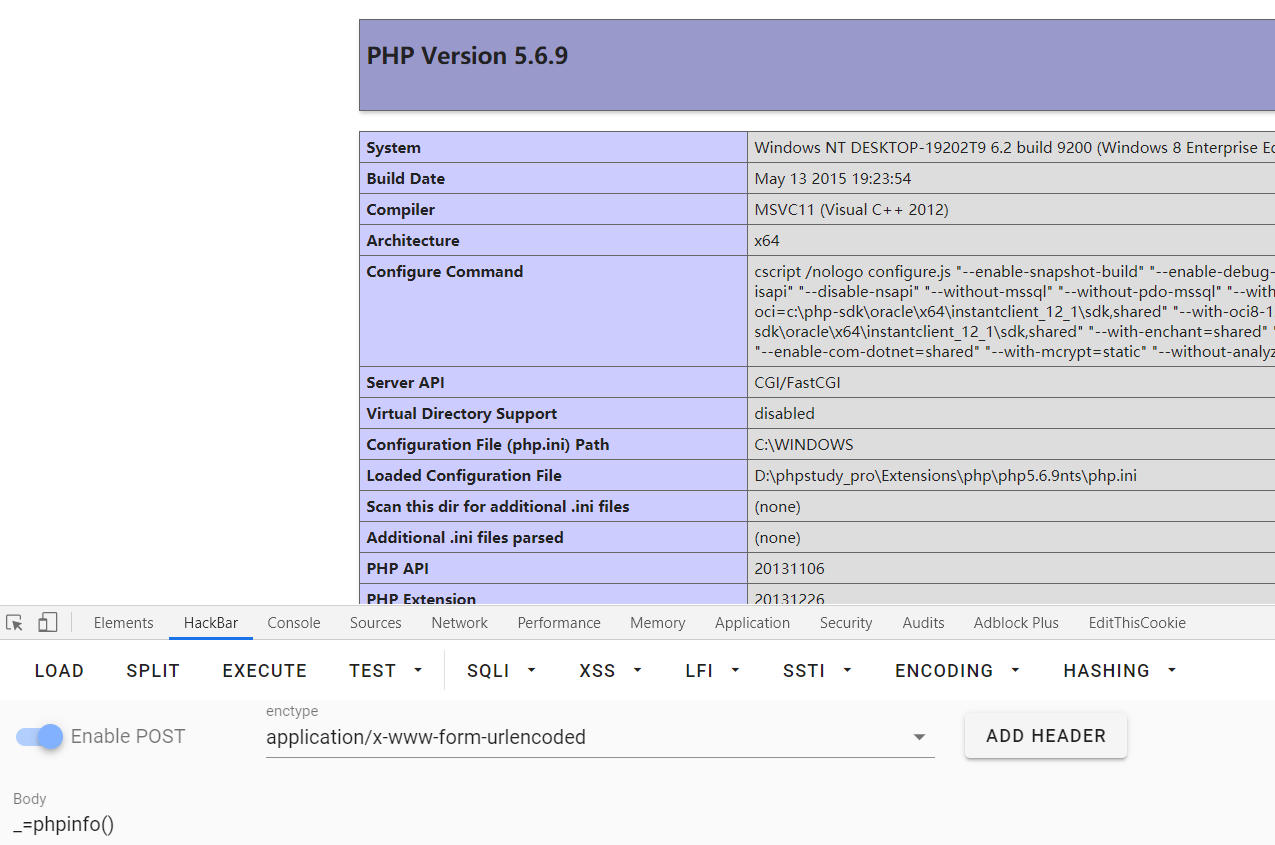 PHP Version 5.6.9
System Windows NT DESKTOP-19202T9 6.2 build 9200 (Windows 8 Enterprise Ed
Build Date May 13 2015 19:23:54
Compiler MSVC11 (Visual C++ 2012)
Architecture x64
Configure Command cscript /nologo configure.js "--enable-snapshot-build" "--enable-debug-
isapi" "--disable-nsapi" "--without-mssql" "--without-pdo-mssql" "--with
oci=c:\php-sdk\oracle\x64\instantclient_12_1\sdk,shared" "--with-oci8-1
sdk\oracle\x64\instantclient_12_1\sdk,shared" "--with-enchant=shared" "
"--enable-com-dotnet=shared" "--with-mcrypt=static" "--without-analyz
Server API CGI/FastCGI
Virtual Directory Support disabled
Configuration File (php.ini) Path C:\WINDOWS
Loaded Configuration File D:\phpstudy_pro\Extensions\php\php5.6.9nts\php.ini
Scan this dir for additional .ini files (none)
Additional .ini files parsed (none)
PHP API 20131106
PHP Extension 20131226
Elements HackBar Console Sources Network Performance Memory Application Security Audits Adblock Plus EditThisCookie
LOAD SPLIT EXECUTE TEST SQLI XSS LFI SSTI ENCODING HASHING
enctype
Enable POST application/x-www-form-urlencoded ADD HEADER
Body
_=phpinfo()